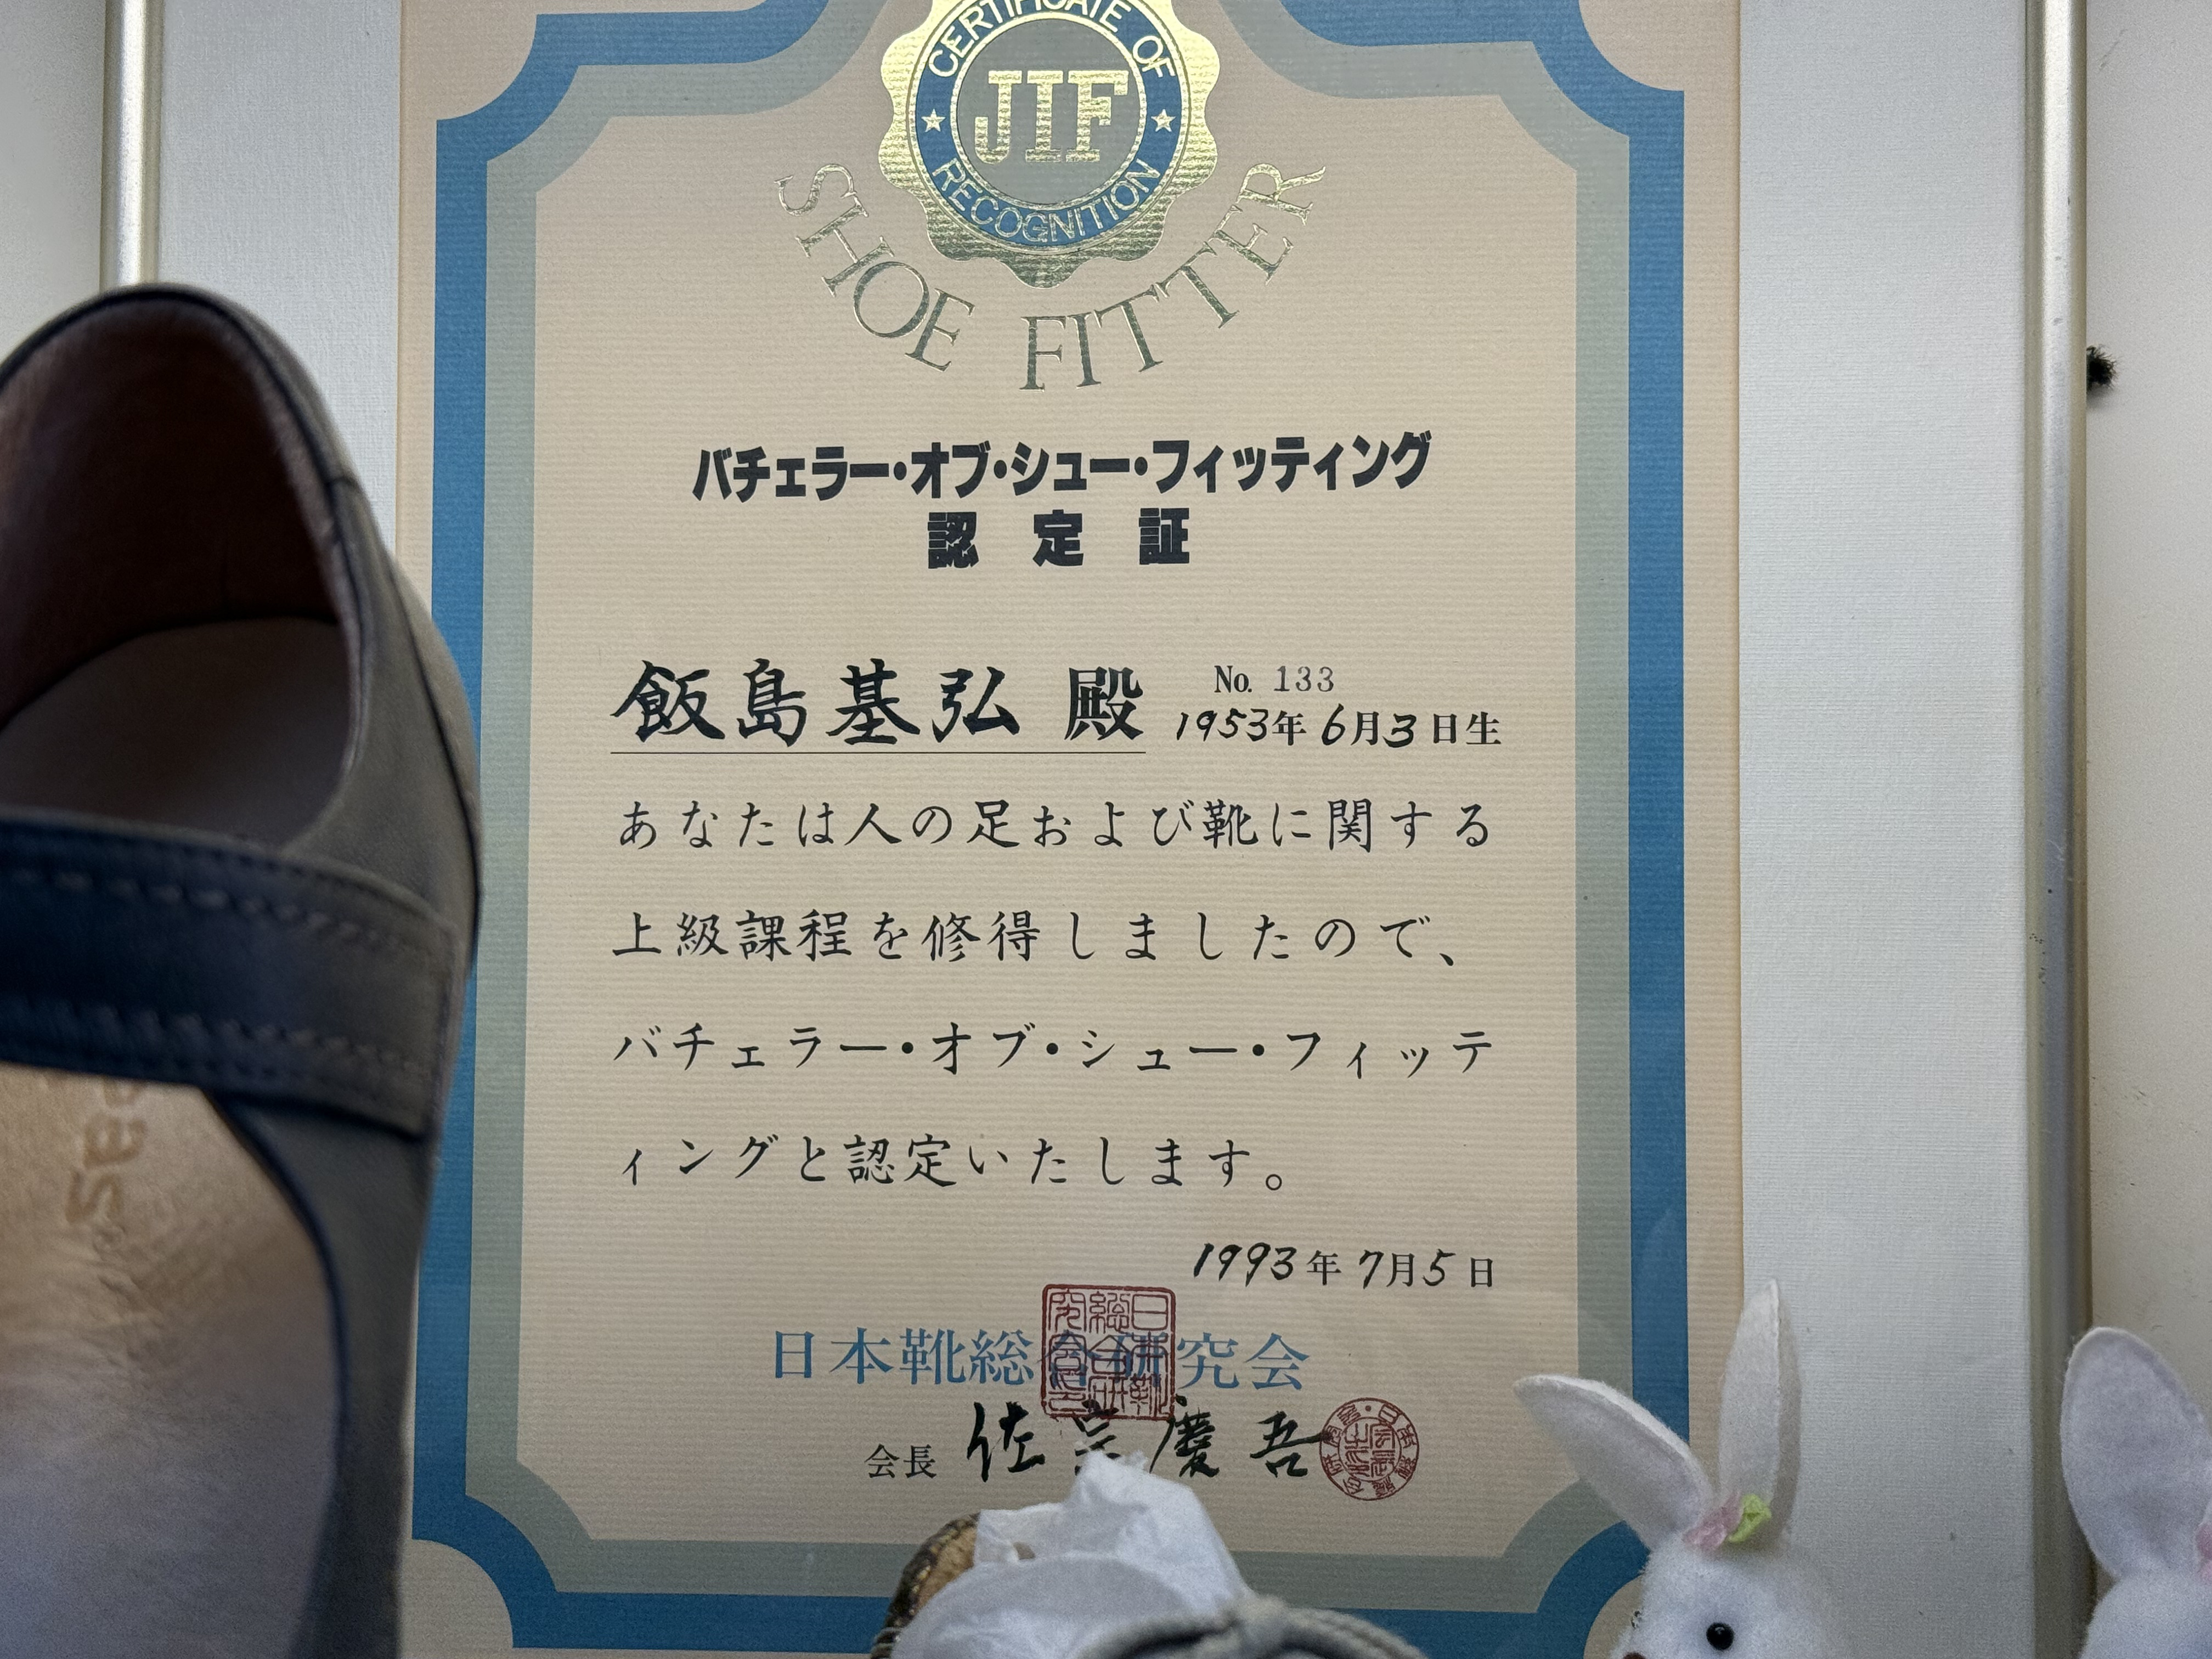 CERTIFICATE OF
JIF
RECOGNITION
SHOE FITTER
バチェラー・オブ・シュー・フィッティング
認定証
飯島基弘 殿
No. 133
1953年6月3日生
あなたは人の足および靴に関する
上級課程を修得しましたので、
バチェラー・オブ・シュー・フィッテ
ィングと認定いたします。
1993年7月5日
日本靴総合研究会
会長 佐 慶吾